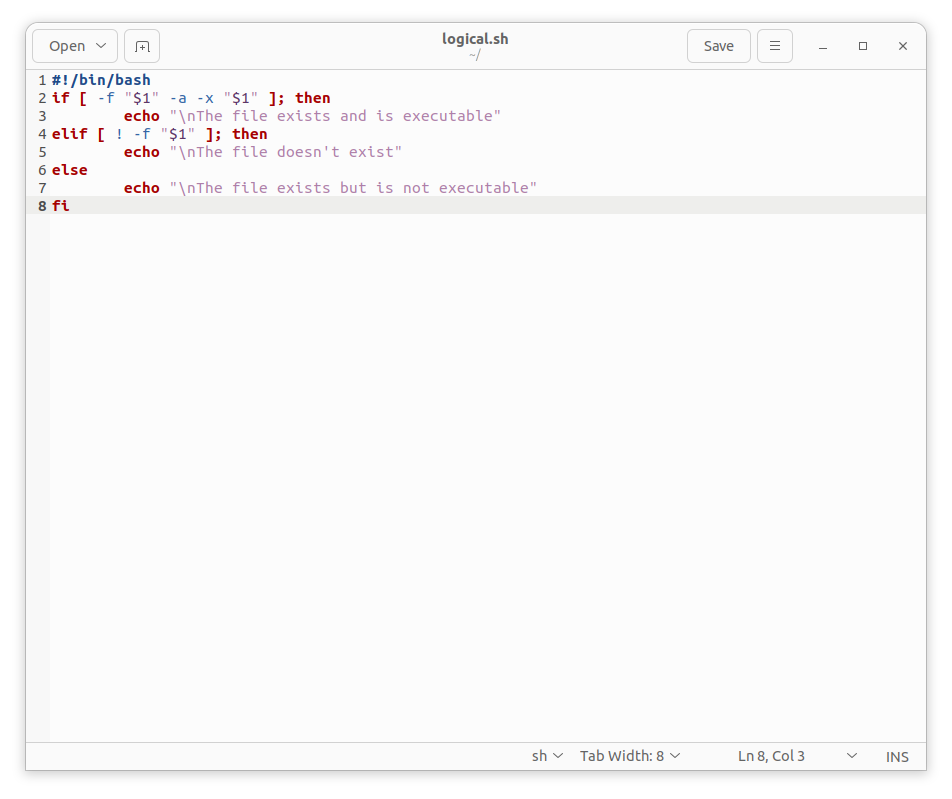 Open
logical.sh
~/
Save
1 #!/bin/bash
2 if [ -f "$1" -a -x "$1" ]; then
3         echo "\nThe file exists and is executable"
4 elif [ ! -f "$1" ]; then
5         echo "\nThe file doesn't exist"
6 else
7         echo "\nThe file exists but is not executable"
8 fi
sh Tab Width: 8 Ln 8, Col 3 INS